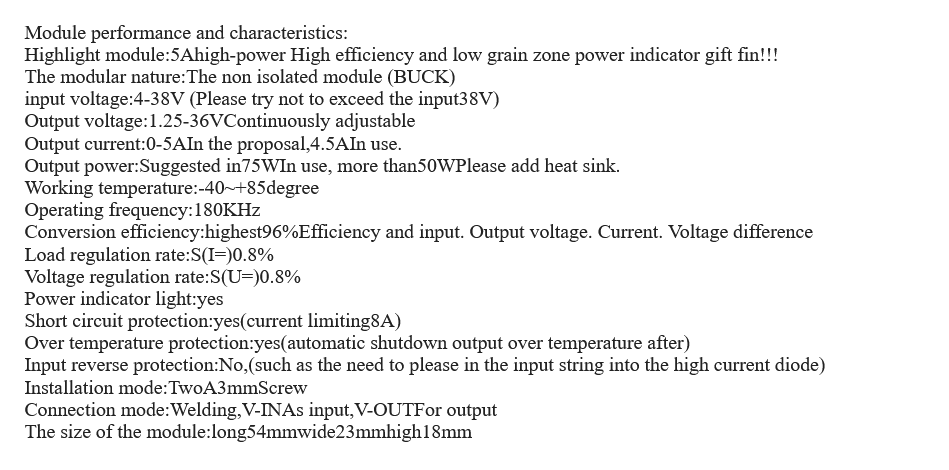 Module performance and characteristics:
Highlight module:5Ahigh-power High efficiency and low grain zone power indicator gift fin!!!
The modular nature:The non isolated module (BUCK)
input voltage:4-38V (Please try not to exceed the input38V)
Output voltage:1.25-36VContinuously adjustable
Output current:0-5AIn the proposal,4.5AIn use.
Output power:Suggested in75WIn use, more than50WPlease add heat sink.
Working temperature:-40~+85degree
Operating frequency:180KHz
Conversion efficiency:highest96%Efficiency and input. Output voltage. Current. Voltage difference
Load regulation rate:S(I=)0.8%
Voltage regulation rate:S(U=)0.8%
Power indicator light:yes
Short circuit protection:yes(current limiting8A)
Over temperature protection:yes(automatic shutdown output over temperature after)
Input reverse protection:No,(such as the need to please in the input string into the high current diode)
Installation mode:TwoA3mmScrew
Connection mode:Welding,V-INAs input,V-OUTFor output
The size of the module:long54mmwide23mmhigh18mm